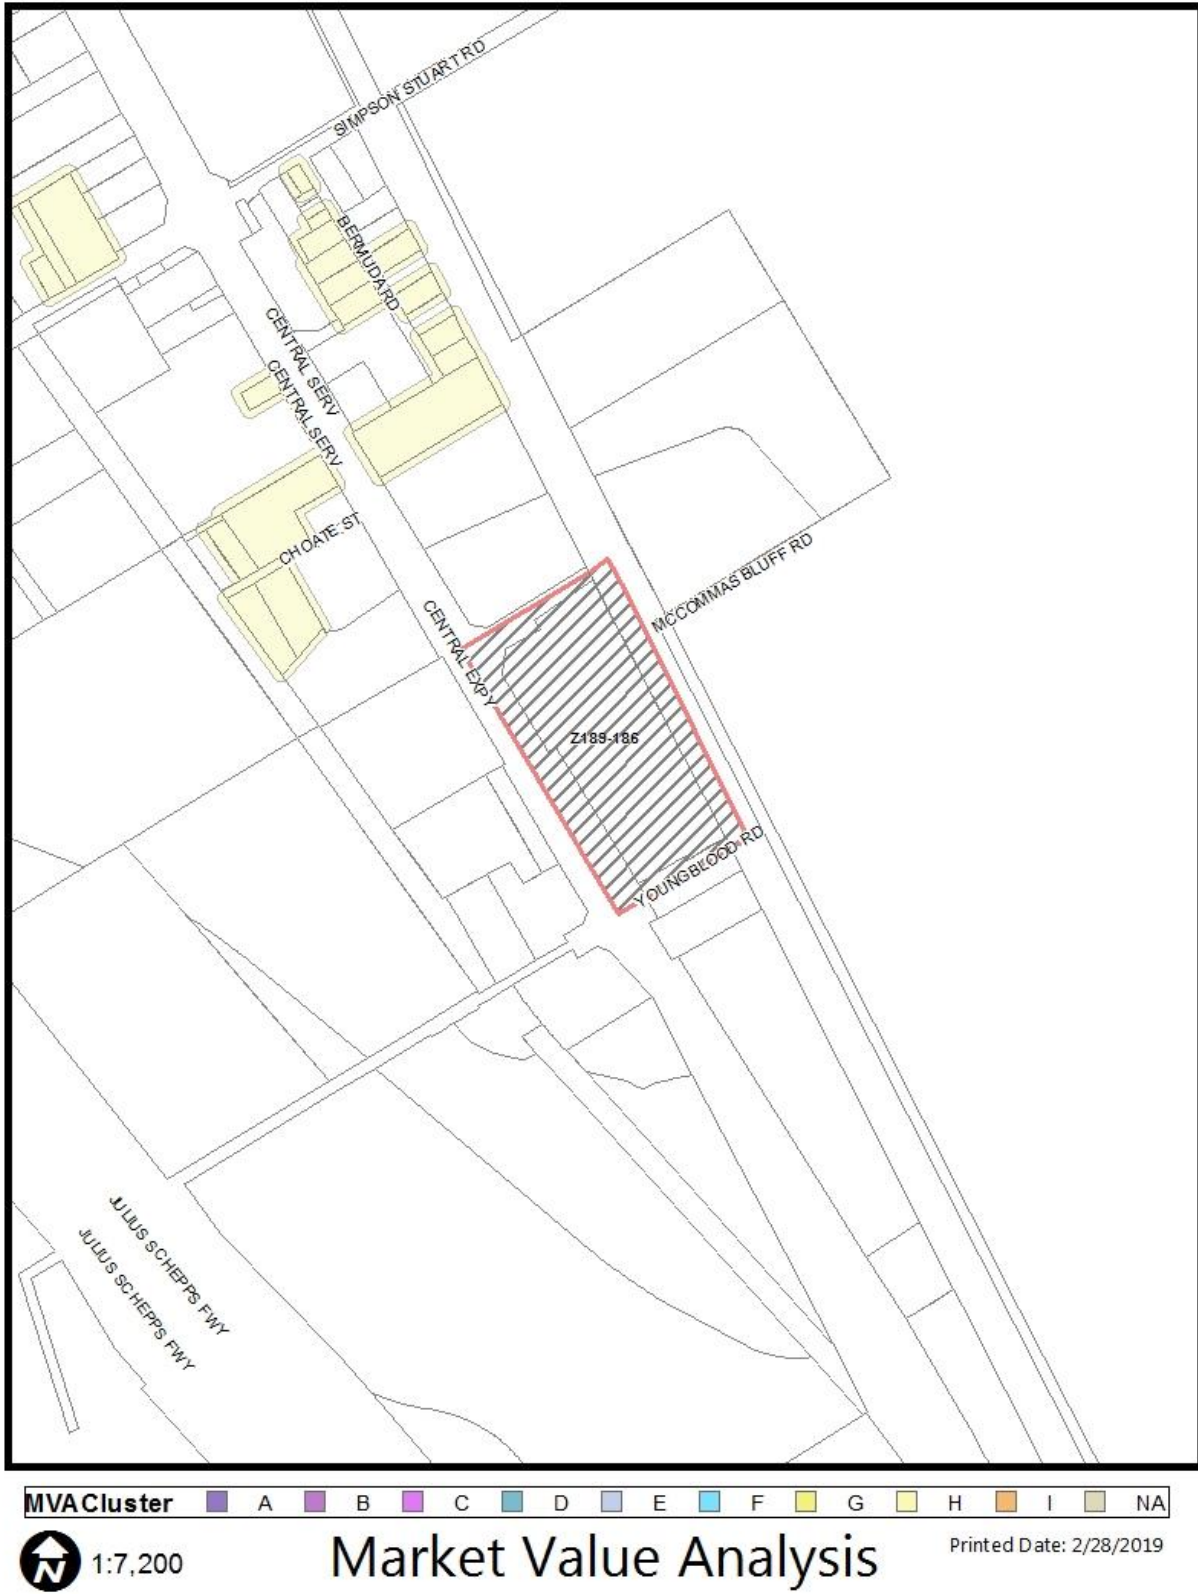 SIMPSON STUART RD
BERMUDA RD
CENTRAL SERV
CENTRAL SERV
CHOATE ST
MCCOMMAS BLUFF RD
CENTRAL EXPY
Z189-186
YOUNGBLOOD RD
JULIUS SCHEPPS FWY
JULIUS SCHEPPS FWY
MVA Cluster A B C D E F G H I NA
N 1:7,200
Market Value Analysis
Printed Date: 2/28/2019